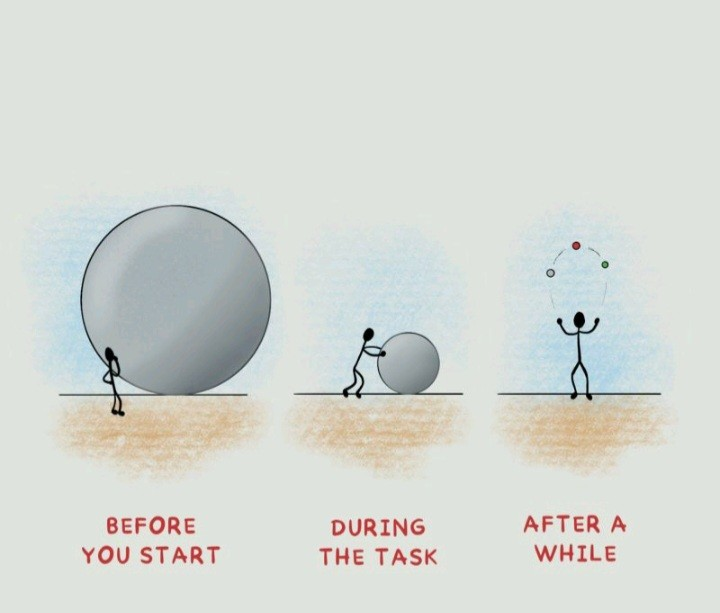 BEFORE
YOU START
DURING
THE TASK
AFTER A
WHILE